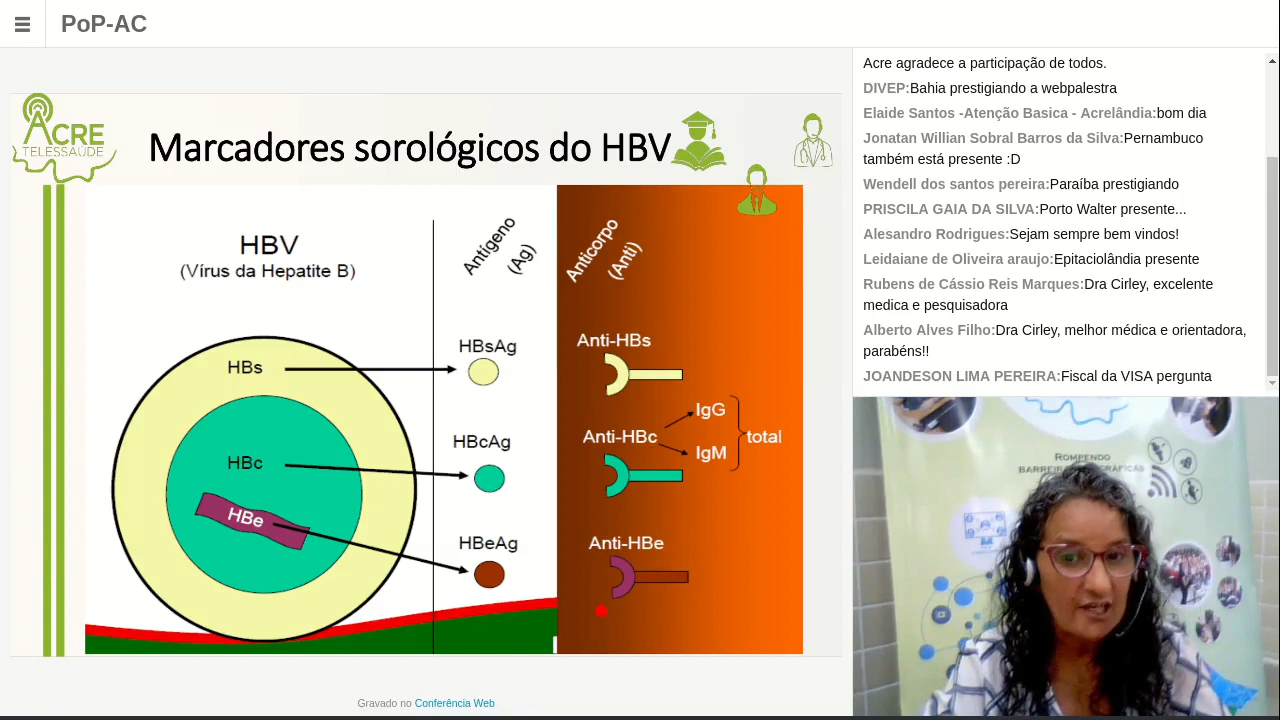 PoP-AC
ACRE
TELESSAÚDE
Marcadores sorológicos do HBV
HBV
(Vírus da Hepatite B)
Antígeno
(Ag)
Anticorpo
(Anti)
HBs
HBsAg
Anti-HBs
HBc
HBcAg
Anti-HBc
IgG
IgM
total
HBe
HBeAg
Anti-HBe
Gravado no Conferência Web
Acre agradece a participação de todos.
DIVEP:Bahia prestigiando a webpalestra
Elaide Santos -Atenção Basica - Acrelândia:bom dia
Jonatan Willian Sobral Barros da Silva:Pernambuco
também está presente :D
Wendell dos santos pereira:Paraíba prestigiando
PRISCILA GAIA DA SILVA:Porto Walter presente...
Alesandro Rodrigues:Sejam sempre bem vindos!
Leidaiane de Oliveira araujo:Epitaciolândia presente
Rubens de Cássio Reis Marques:Dra Cirley, excelente
medica e pesquisadora
Alberto Alves Filho:Dra Cirley, melhor médica e orientadora,
parabéns!!
JOANDESON LIMA PEREIRA:Fiscal da VISA pergunta
ROMPENDO